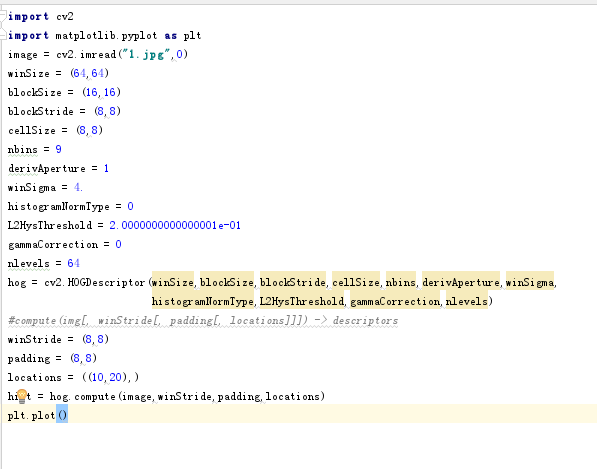 import cv2
import matplotlib.pyplot as plt
image = cv2.imread("1.jpg",0)
winSize = (64,64)
blockSize = (16,16)
blockStride = (8,8)
cellSize = (8,8)
nbins = 9
derivAperture = 1
winSigma = 4.
histogramNormType = 0
L2HysThreshold = 2.0000000000000001e-01
gammaCorrection = 0
nlevels = 64
hog = cv2.HOGDescriptor(winSize,blockSize,blockStride,cellSize,nbins,derivAperture,winSigma,
histogramNormType,L2HysThreshold,gammaCorrection,nlevels)
#compute(img[, winStride[, padding[, locations]]]) -> descriptors
winStride = (8,8)
padding = (8,8)
locations = ((10,20),)
hist = hog.compute(image,winStride,padding,locations)
plt.plot()